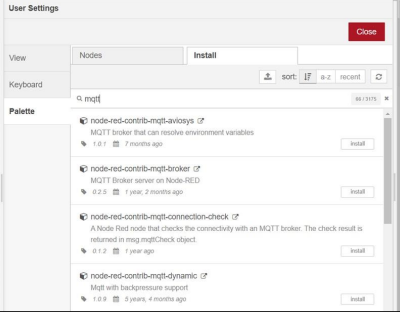 User Settings
Close
View
Nodes
Install
sort:
a-z
recent
Keyboard
mqtt
66 / 3175
Palette
node-red-contrib-mqtt-aviosys
MQTT broker that can resolve environment variables
1.0.1 7 months ago
install
node-red-contrib-mqtt-broker
MQTT Broker server on Node-RED
0.2.5 1 year, 2 months ago
install
node-red-contrib-mqtt-connection-check
A Node Red node that checks the connectivity with an MQTT broker. The check result is
returned in msg.mqttCheck object
0.1.2 1 year ago
install
node-red-contrib-mqtt-dynamic
Mqtt with backpressure support
1.0.9 5 years, 4 months ago
install